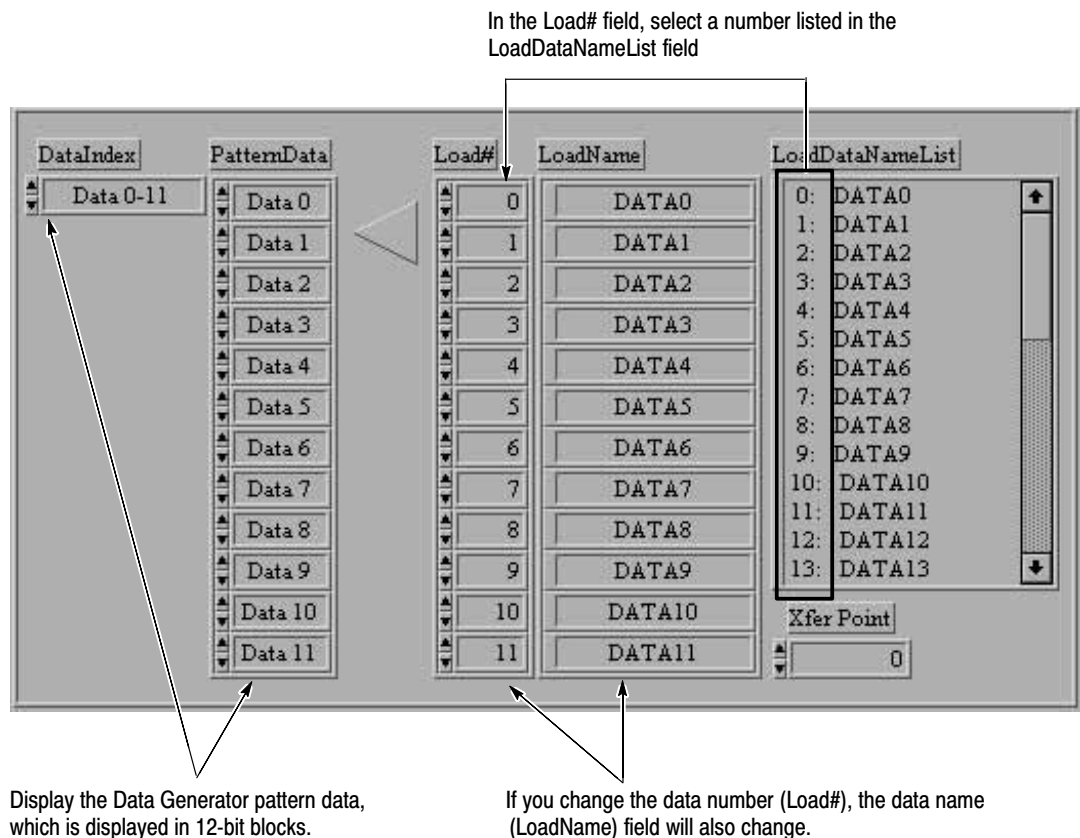 In the Load# field, select a number listed in the
LoadDataNameList field
DataIndex
PatternData
Load#
LoadName
LoadDataNameList
Data 0-11
Data 0
Data 1
Data 2
Data 3
Data 4
Data 5
Data 6
Data 7
Data 8
Data 9
Data 10
Data 11
0
1
2
3
4
5
6
7
8
9
10
11
DATA0
DATA1
DATA2
DATA3
DATA4
DATA5
DATA6
DATA7
DATA8
DATA9
DATA10
DATA11
0: DATA0
1: DATA1
2: DATA2
3: DATA3
4: DATA4
5: DATA5
6: DATA6
7: DATA7
8: DATA8
9: DATA9
10: DATA10
11: DATA11
12: DATA12
13: DATA13
Xfer Point
0
Display the Data Generator pattern data,
which is displayed in 12-bit blocks.
If you change the data number (Load#), the data name
(LoadName) field will also change.